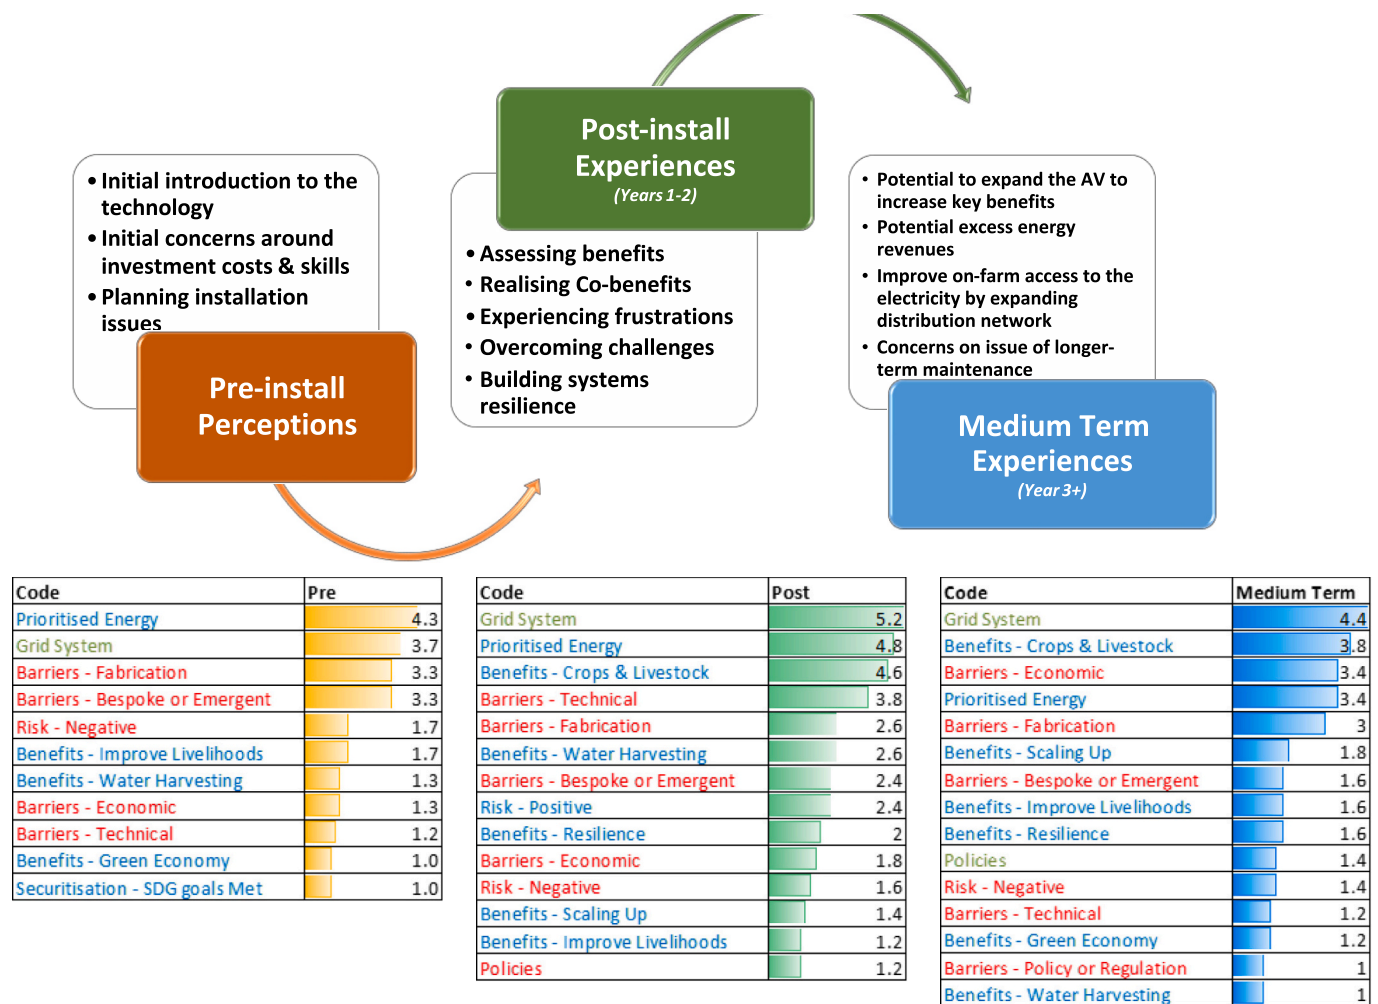 • Initial introduction to the
technology
• Initial concerns around
investment costs & skills
• Planning installation
issues
Pre-install
Perceptions
Post-install
Experiences
(Years 1-2)
• Assessing benefits
• Realising Co-benefits
• Experiencing frustrations
• Overcoming challenges
• Building systems
resilience
• Potential to expand the AV to
increase key benefits
• Potential excess energy
revenues
• Improve on-farm access to the
electricity by expanding
distribution network
• Concerns on issue of longer-
term maintenance
Medium Term
Experiences
(Year 3+)
Code Pre
Prioritised Energy 4.3
Grid System 3.7
Barriers - Fabrication 3.3
Barriers - Bespoke or Emergent 3.3
Risk - Negative 1.7
Benefits - Improve Livelihoods 1.7
Benefits - Water Harvesting 1.3
Barriers - Economic 1.3
Barriers - Technical 1.2
Benefits - Green Economy 1.0
Securitisation - SDG goals Met 1.0
Code Post
Grid System 5.2
Prioritised Energy 4.8
Benefits - Crops & Livestock 4.6
Barriers - Technical 3.8
Barriers - Fabrication 2.6
Benefits - Water Harvesting 2.6
Barriers - Bespoke or Emergent 2.4
Risk - Positive 2.4
Benefits - Resilience 2
Barriers - Economic 1.8
Risk - Negative 1.6
Benefits - Scaling Up 1.4
Benefits - Improve Livelihoods 1.2
Policies 1.2
Code Medium Term
Grid System 4.4
Benefits - Crops & Livestock 3.8
Barriers - Economic 3.4
Prioritised Energy 3.4
Barriers - Fabrication 3
Benefits - Scaling Up 1.8
Barriers - Bespoke or Emergent 1.6
Benefits - Improve Livelihoods 1.6
Benefits - Resilience 1.6
Policies 1.4
Risk - Negative 1.4
Barriers - Technical 1.2
Benefits - Green Economy 1.2
Barriers - Policy or Regulation 1
Benefits - Water Harvesting 1